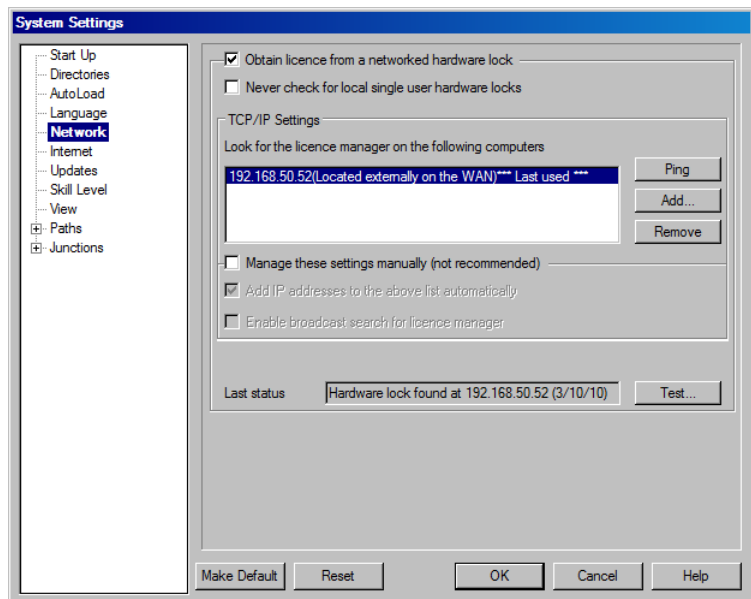 System Settings
Start Up
Directories
AutoLoad
Language
Network
Internet
Updates
Skill Level
View
Paths
Junctions
Obtain licence from a networked hardware lock
Never check for local single user hardware locks
TCP/IP Settings
Look for the licence manager on the following computers
192.168.50.52(Located externally on the WAN)*** Last used ***
Ping
Add...
Remove
Manage these settings manually (not recommended)
Add IP addresses to the above list automatically
Enable broadcast search for licence manager
Last status Hardware lock found at 192.168.50.52 (3/10/10) Test...
Make Default Reset OK Cancel Help